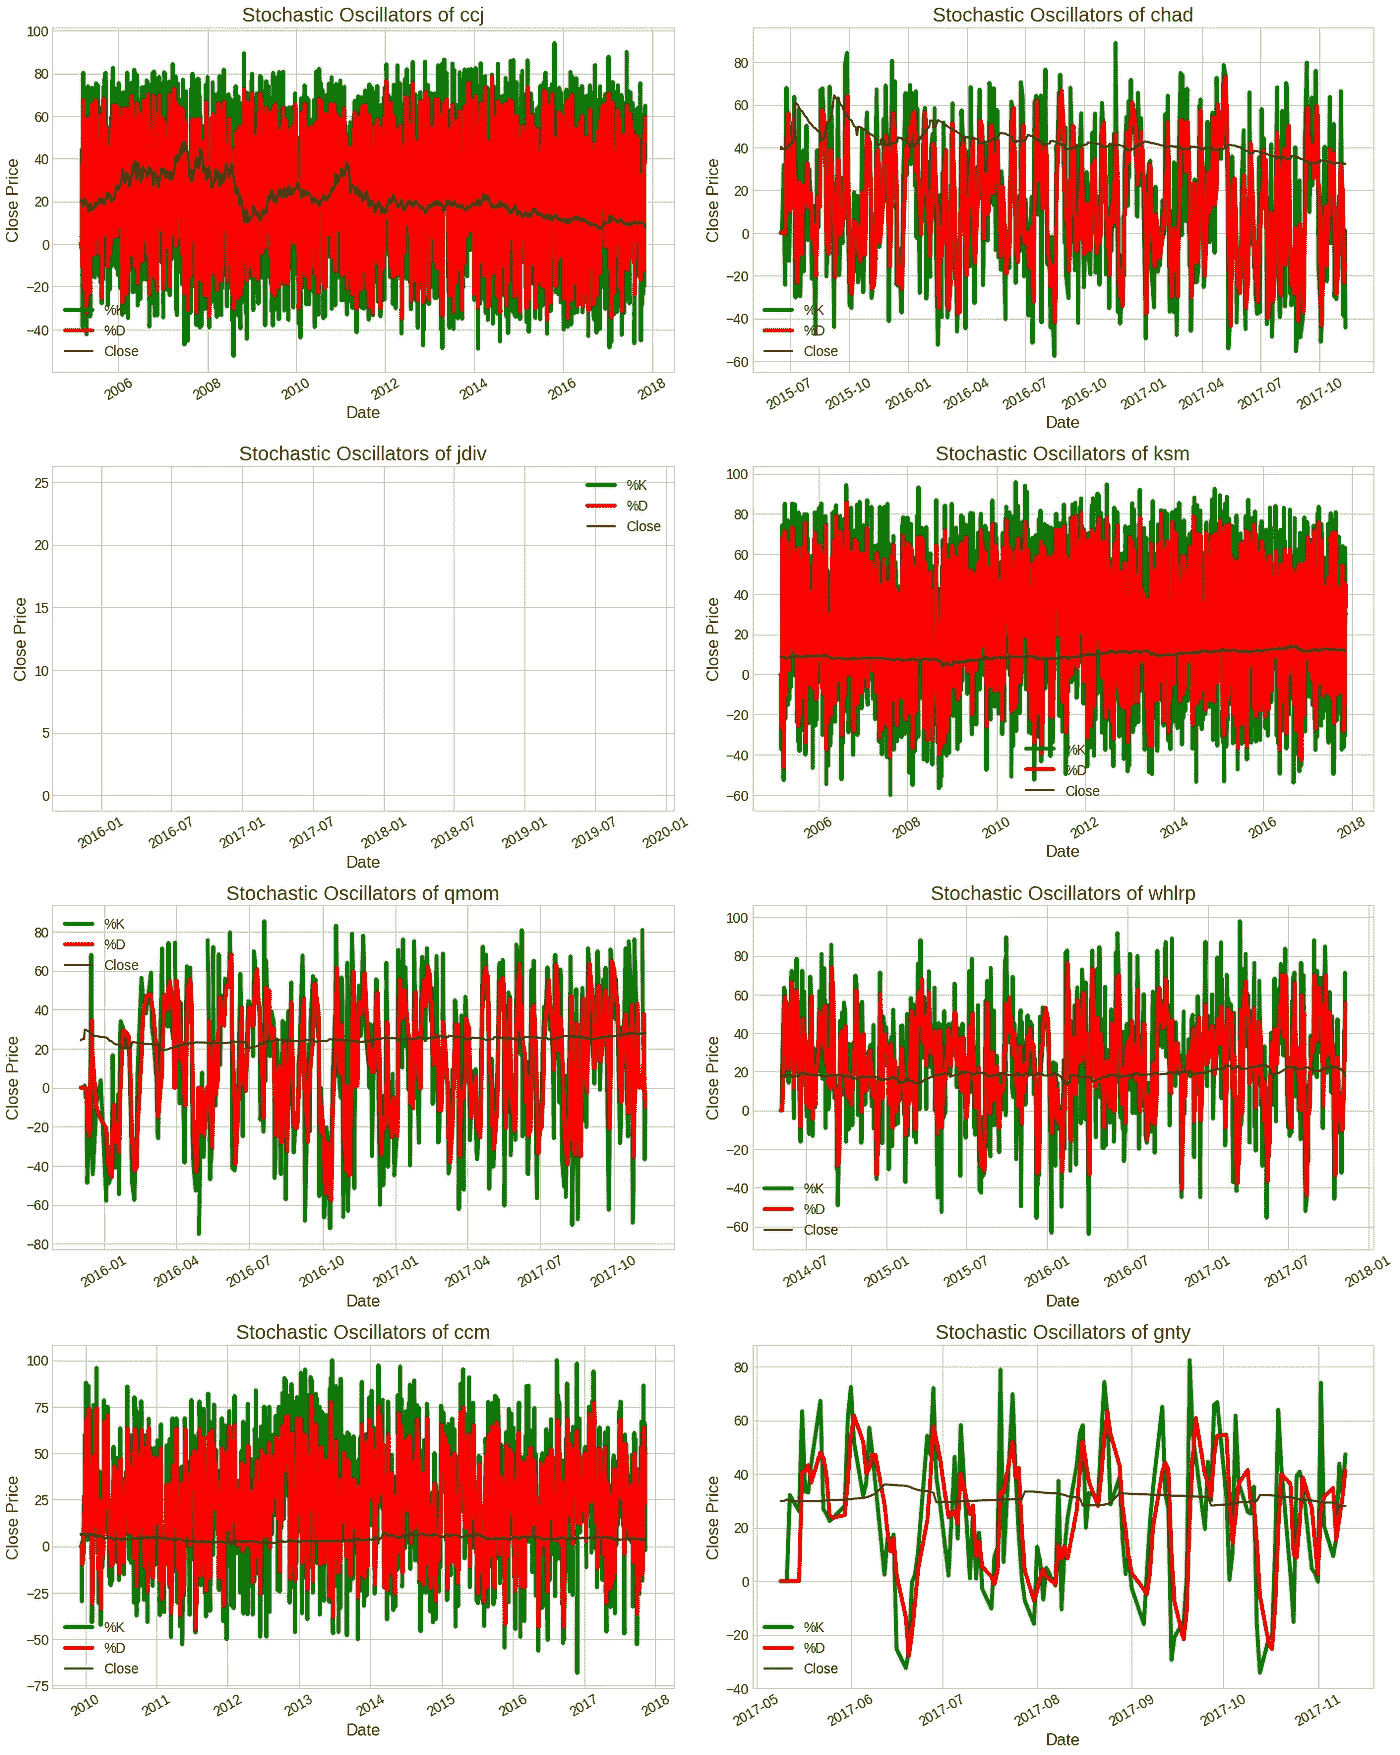 Stochastic Oscillators of ccj
100
80
60
40
20
0
−20
−40
Close Price
%K
%D
Close
2006
2008
2010
2012
2014
2016
2018
Date
Stochastic Oscillators of chad
80
60
40
20
0
−20
−40
−60
Close Price
%K
%D
Close
2015-07
2015-10
2016-01
2016-04
2016-07
2016-10
2017-01
2017-04
2017-07
2017-10
Date
Stochastic Oscillators of jdiv
25
20
15
10
5
0
Close Price
%K
%D
Close
2016-01
2016-07
2017-01
2017-07
2018-01
2018-07
2019-01
2019-07
2020-01
Date
Stochastic Oscillators of ksm
100
80
60
40
20
0
−20
−40
−60
Close Price
%K
%D
Close
2006
2008
2010
2012
2014
2016
2018
Date
Stochastic Oscillators of qmom
80
60
40
20
0
−20
−40
−60
−80
Close Price
%K
%D
Close
2016-01
2016-04
2016-07
2016-10
2017-01
2017-04
2017-07
2017-10
Date
Stochastic Oscillators of whlrp
100
80
60
40
20
0
−20
−40
−60
Close Price
%K
%D
Close
2014-07
2015-01
2015-07
2016-01
2016-07
2017-01
2017-07
2018-01
Date
Stochastic Oscillators of ccm
100
75
50
25
0
−25
−50
−75
Close Price
%K
%D
Close
2010
2011
2012
2013
2014
2015
2016
2017
2018
Date
Stochastic Oscillators of gnty
80
60
40
20
0
−20
−40
Close Price
%K
%D
Close
2017-05
2017-06
2017-07
2017-08
2017-09
2017-10
2017-11
Date